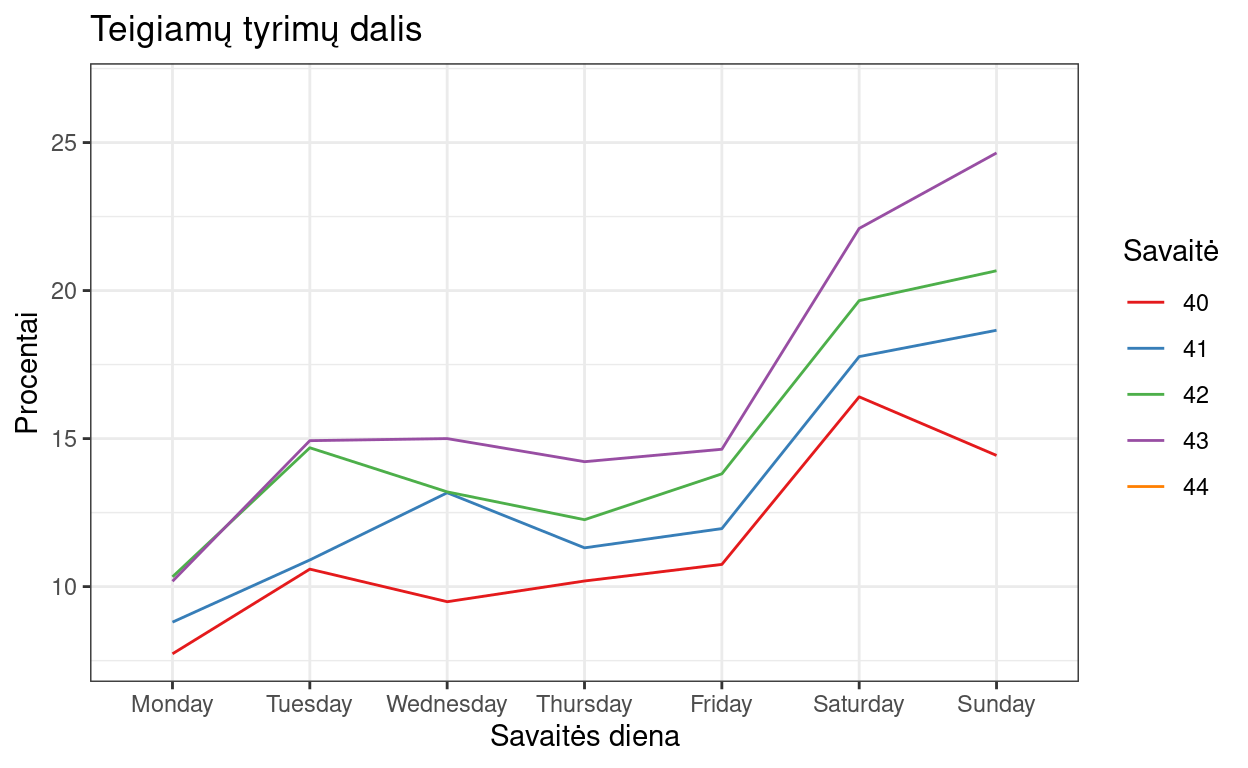 Teigiamų tyrimų dalis
Procentai
25
20
15
10
Monday Tuesday Wednesday Thursday Friday Saturday Sunday
Savaitės diena
Savaitė
40
41
42
43
44